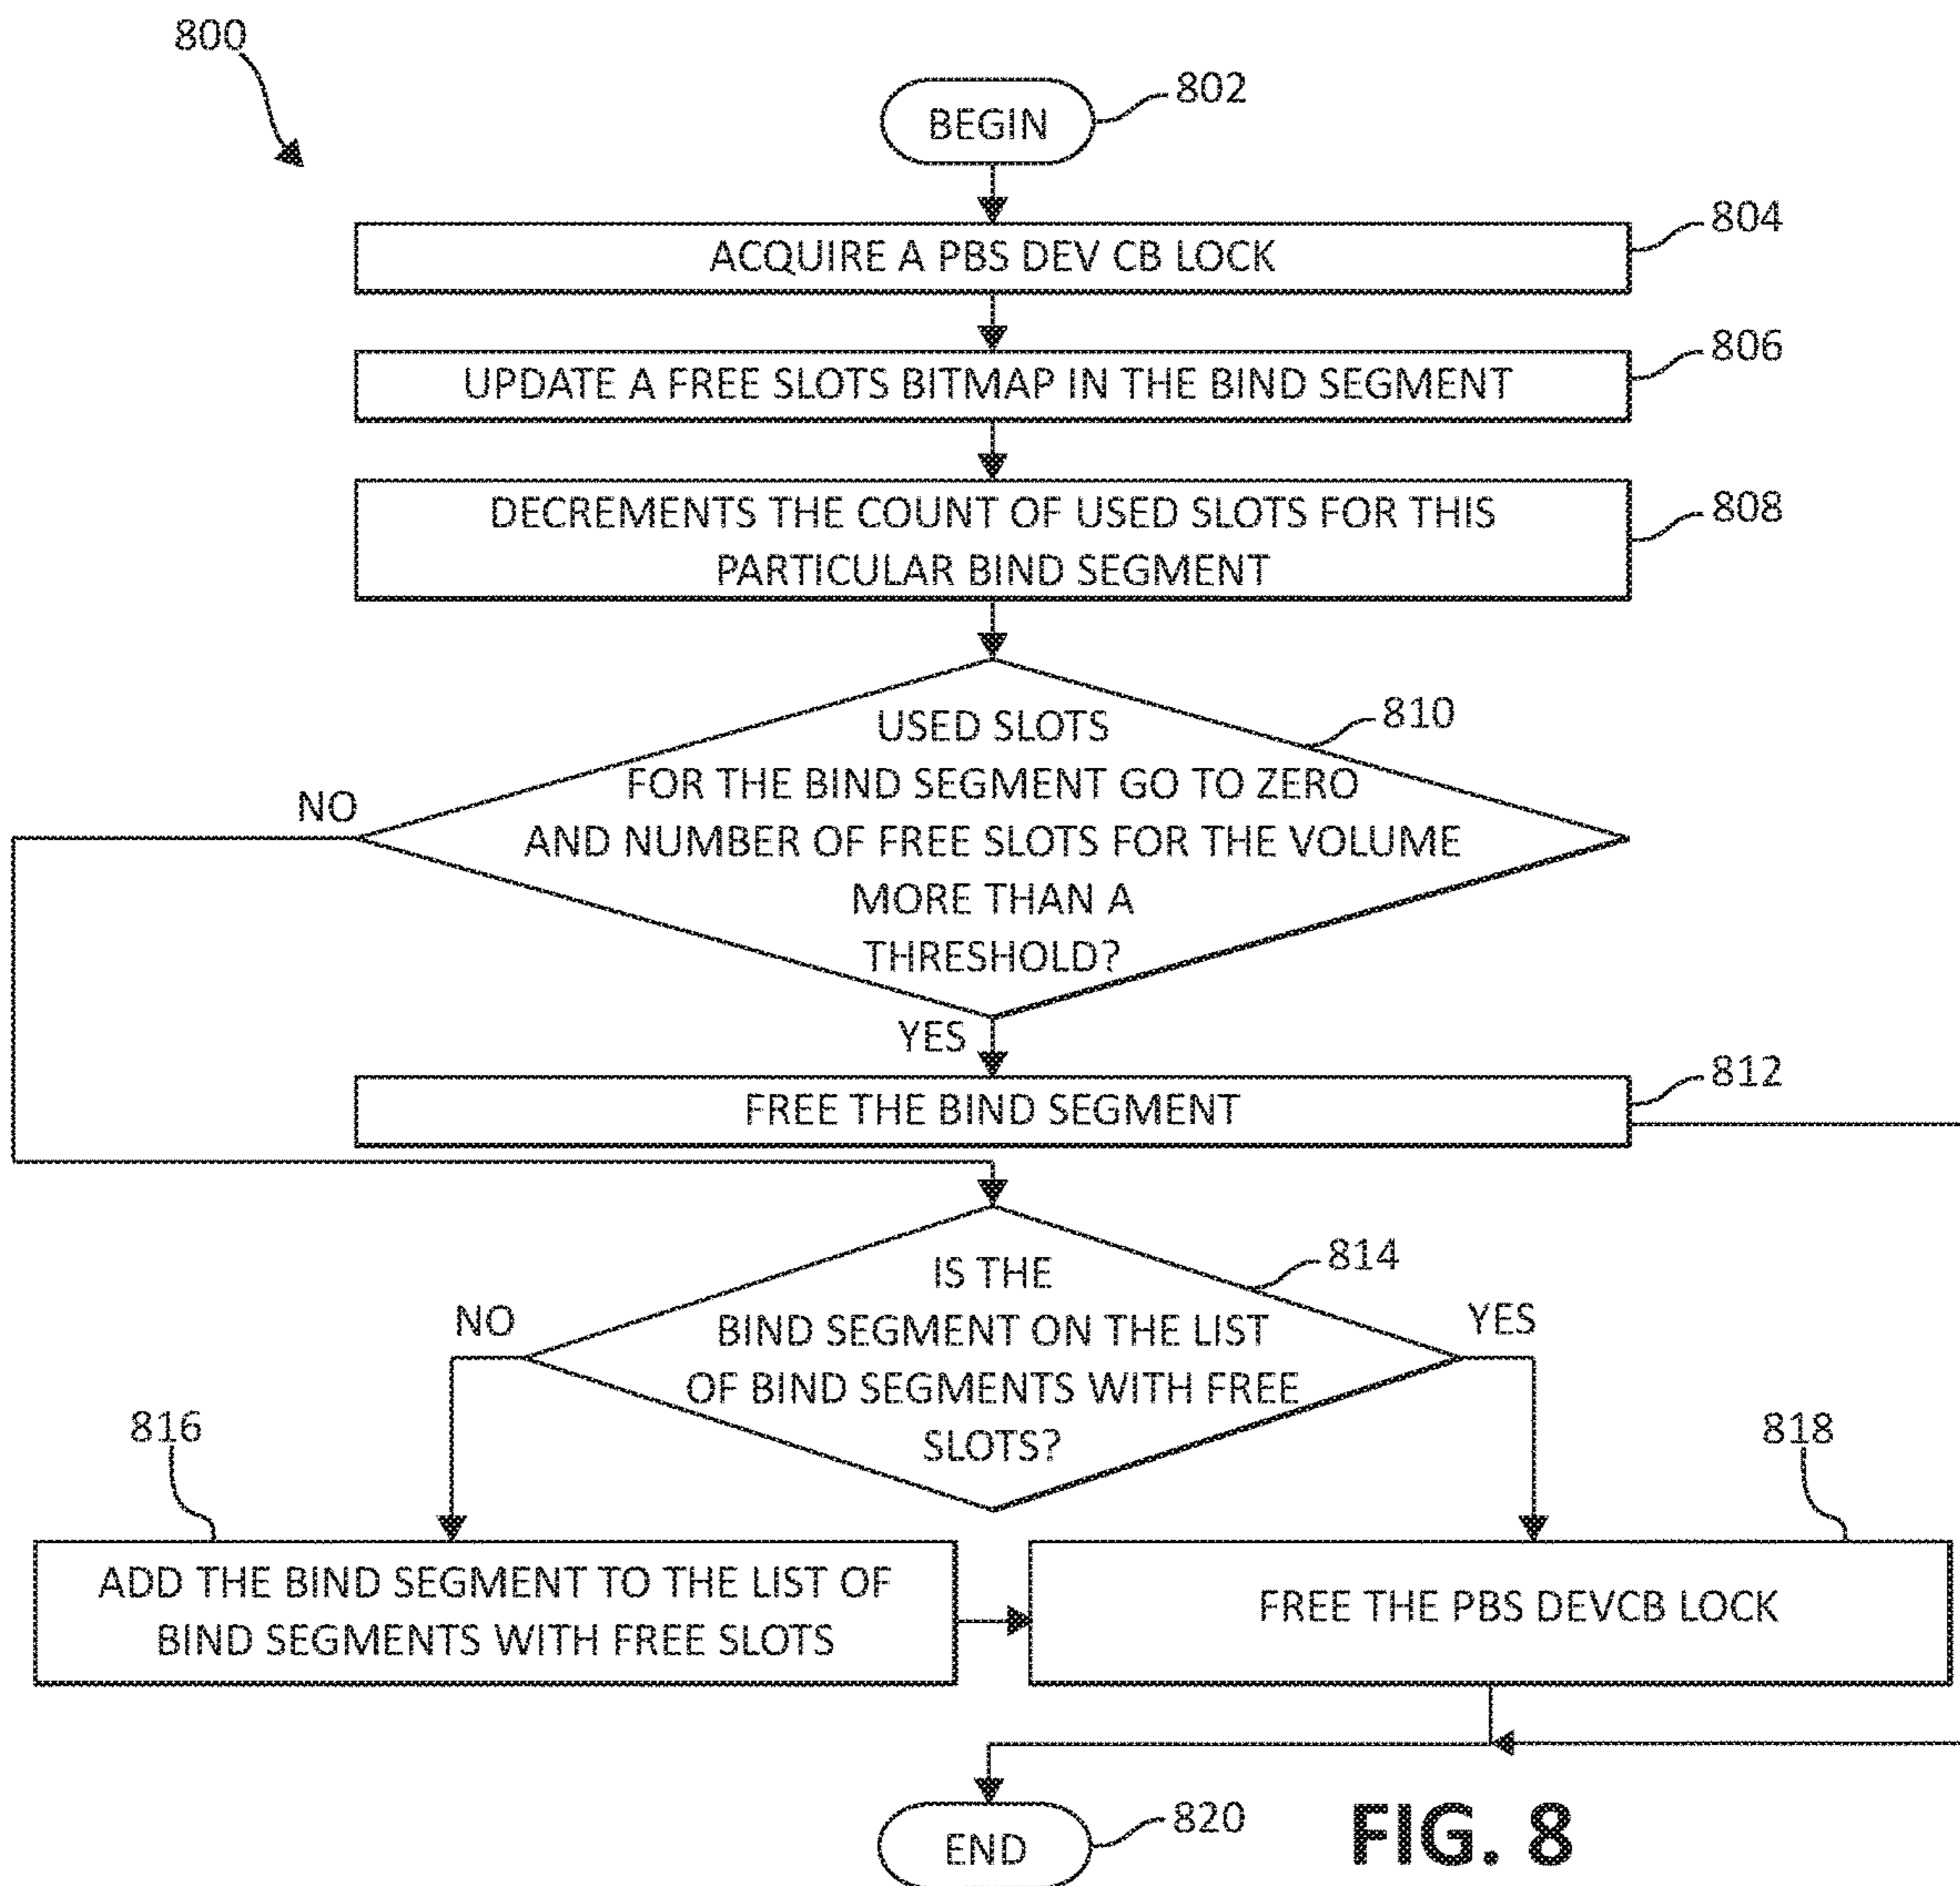 800
BEGIN
802
ACQUIRE A PBS DEV CB LOCK
804
UPDATE A FREE SLOTS BITMAP IN THE BIND SEGMENT
806
DECREMENTS THE COUNT OF USED SLOTS FOR THIS
PARTICULAR BIND SEGMENT
808
USED SLOTS
FOR THE BIND SEGMENT GO TO ZERO
AND NUMBER OF FREE SLOTS FOR THE VOLUME
MORE THAN A
THRESHOLD?
810
NO
YES
FREE THE BIND SEGMENT
812
IS THE
BIND SEGMENT ON THE LIST
OF BIND SEGMENTS WITH FREE
SLOTS?
814
NO
YES
816
ADD THE BIND SEGMENT TO THE LIST OF
BIND SEGMENTS WITH FREE SLOTS
818
FREE THE PBS DEVCB LOCK
END
820
FIG. 8